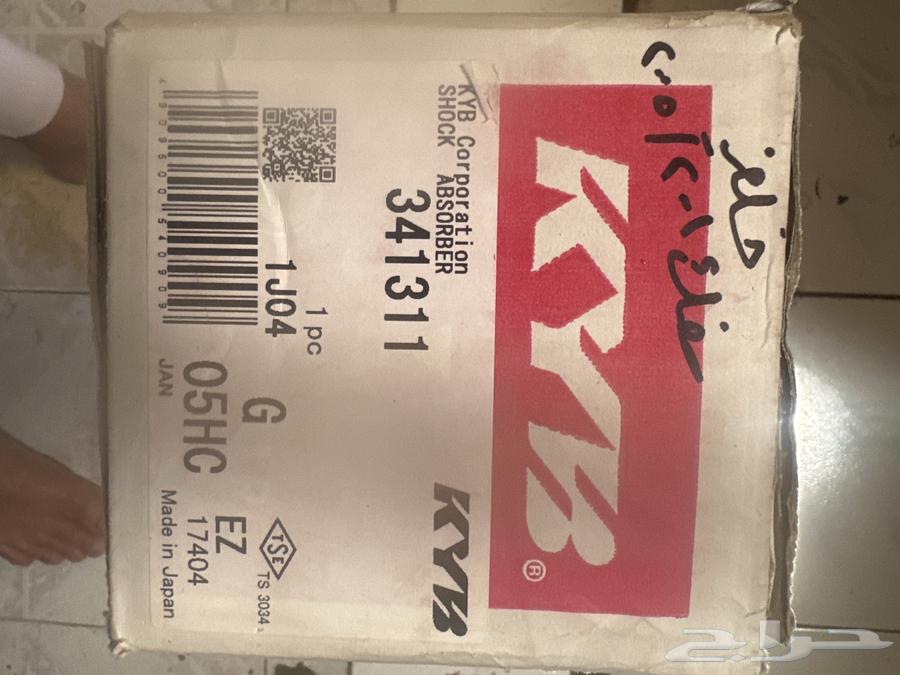 KYB®
KYB Corporation
SHOCK ABSORBER
341311
KYB
1 pc
1J04
G
05HC
EZ
TSE
TS 3034
17404
4909500540909
JAN
Made in Japan
حراج